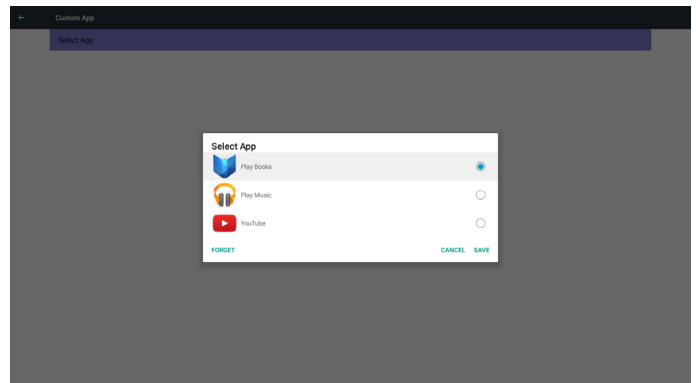 Custom App
Select App
Select App
Play Books
Play Music
YouTube
FORGET CANCEL SAVE